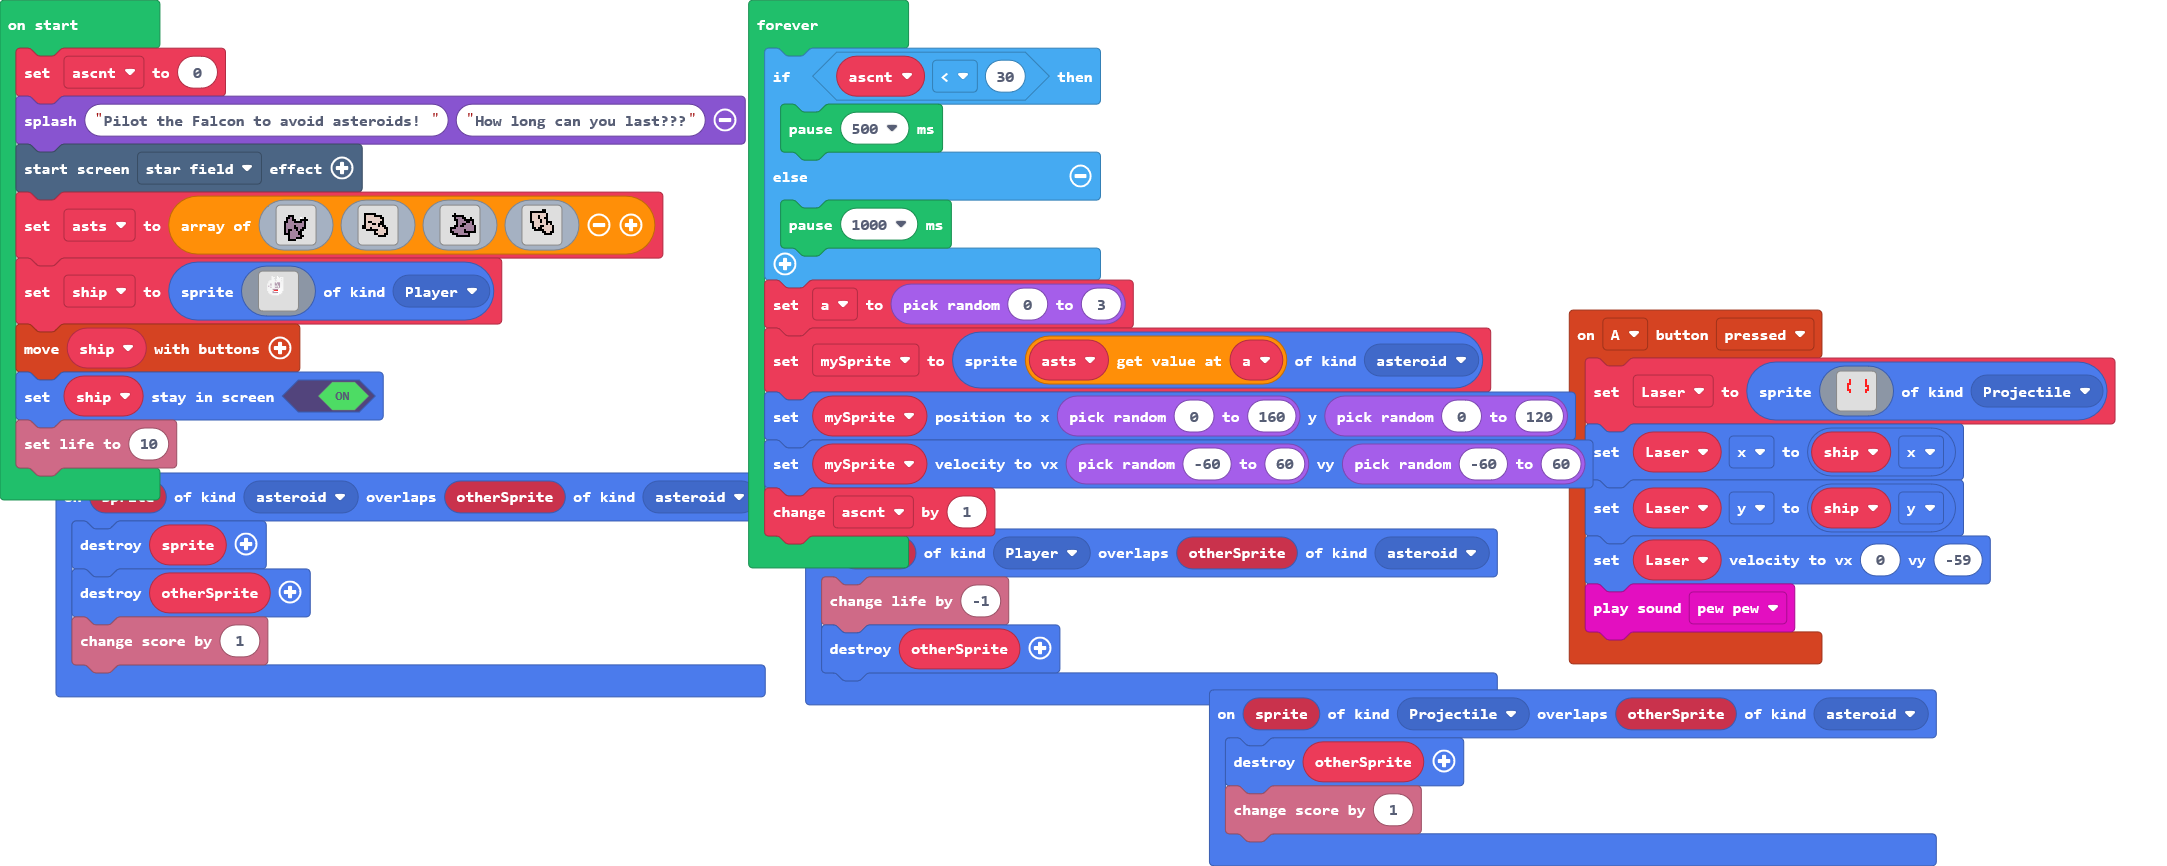 on start
set ascnt to 0
splash "Pilot the Falcon to avoid asteroids! " "How long can you last???"
start screen star field effect
set asts to array of
set ship to sprite of kind Player
move ship with buttons
set ship stay in screen ON
set life to 10
of kind asteroid overlaps otherSprite of kind asteroid
destroy sprite
destroy otherSprite
change score by 1
forever
if ascnt < 30 then
pause 500 ms
else
pause 1000 ms
set a to pick random 0 to 3
set mySprite to sprite asts get value at a of kind asteroid
set mySprite position to x pick random 0 to 160 y pick random 0 to 120
set mySprite velocity to vx pick random -60 to 60 vy pick random -60 to 60
change ascnt by 1
of kind Player overlaps otherSprite of kind asteroid
change life by -1
destroy otherSprite
on A button pressed
set Laser to sprite of kind Projectile
set Laser x to ship x
set Laser y to ship y
set Laser velocity to vx 0 vy -59
play sound pew pew
on sprite of kind Projectile overlaps otherSprite of kind asteroid
destroy otherSprite
change score by 1